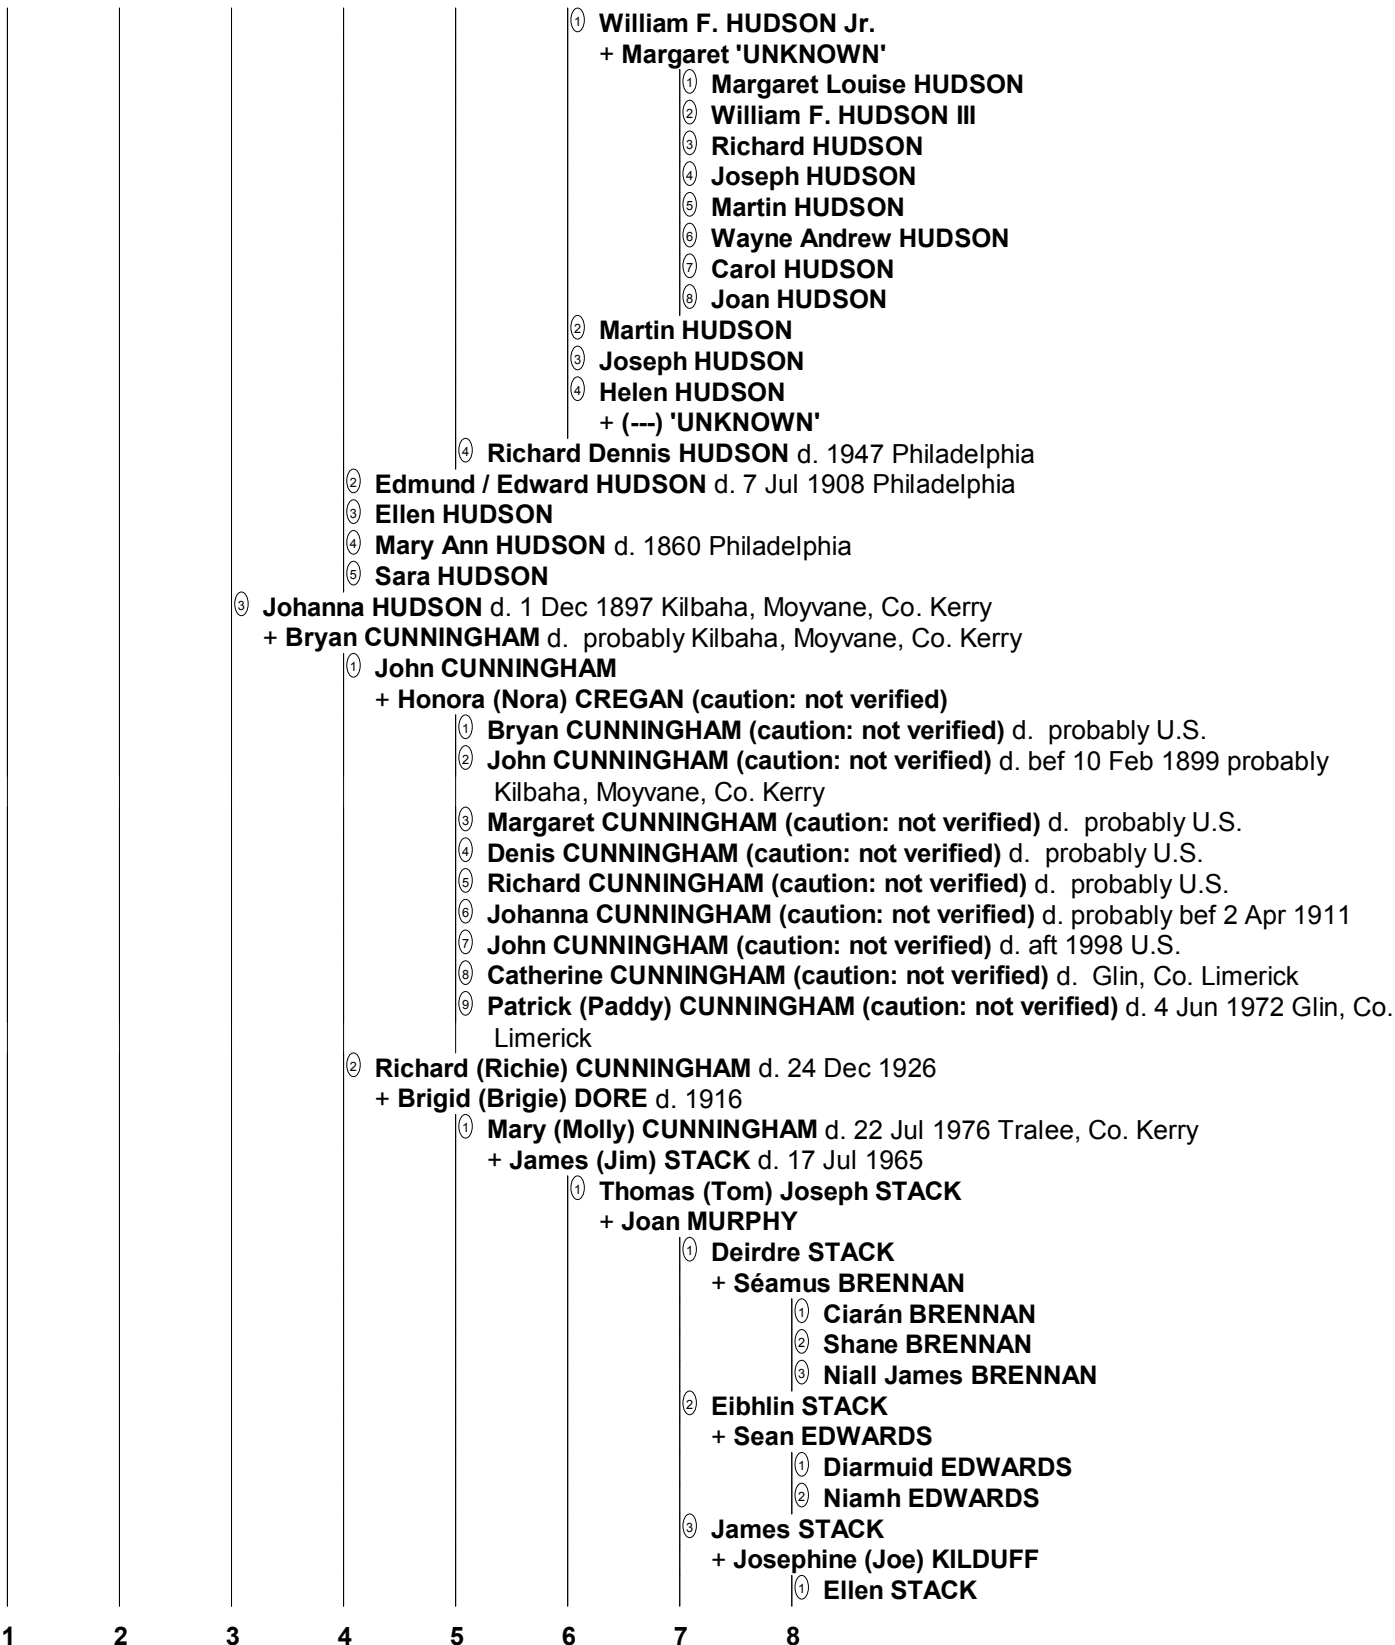 ① William F. HUDSON Jr.
+ Margaret 'UNKNOWN'
① Margaret Louise HUDSON
② William F. HUDSON III
③ Richard HUDSON
④ Joseph HUDSON
⑤ Martin HUDSON
⑥ Wayne Andrew HUDSON
⑦ Carol HUDSON
⑧ Joan HUDSON
② Martin HUDSON
③ Joseph HUDSON
④ Helen HUDSON
+ (---) 'UNKNOWN'
④ Richard Dennis HUDSON d. 1947 Philadelphia
② Edmund / Edward HUDSON d. 7 Jul 1908 Philadelphia
③ Ellen HUDSON
④ Mary Ann HUDSON d. 1860 Philadelphia
⑤ Sara HUDSON
③ Johanna HUDSON d. 1 Dec 1897 Kilbaha, Moyvane, Co. Kerry
+ Bryan CUNNINGHAM d. probably Kilbaha, Moyvane, Co. Kerry
① John CUNNINGHAM
+ Honora (Nora) CREGAN (caution: not verified)
① Bryan CUNNINGHAM (caution: not verified) d. probably U.S.
② John CUNNINGHAM (caution: not verified) d. bef 10 Feb 1899 probably
Kilbaha, Moyvane, Co. Kerry
③ Margaret CUNNINGHAM (caution: not verified) d. probably U.S.
④ Denis CUNNINGHAM (caution: not verified) d. probably U.S.
⑤ Richard CUNNINGHAM (caution: not verified) d. probably U.S.
⑥ Johanna CUNNINGHAM (caution: not verified) d. probably bef 2 Apr 1911
⑦ John CUNNINGHAM (caution: not verified) d. aft 1998 U.S.
⑧ Catherine CUNNINGHAM (caution: not verified) d. Glin, Co. Limerick
⑨ Patrick (Paddy) CUNNINGHAM (caution: not verified) d. 4 Jun 1972 Glin, Co.
Limerick
② Richard (Richie) CUNNINGHAM d. 24 Dec 1926
+ Brigid (Brigie) DORE d. 1916
① Mary (Molly) CUNNINGHAM d. 22 Jul 1976 Tralee, Co. Kerry
+ James (Jim) STACK d. 17 Jul 1965
① Thomas (Tom) Joseph STACK
+ Joan MURPHY
① Deirdre STACK
+ Séamus BRENNAN
① Ciarán BRENNAN
② Shane BRENNAN
③ Niall James BRENNAN
② Eibhlin STACK
+ Sean EDWARDS
① Diarmuid EDWARDS
② Niamh EDWARDS
③ James STACK
+ Josephine (Joe) KILDUFF
① Ellen STACK
1 2 3 4 5 6 7 8